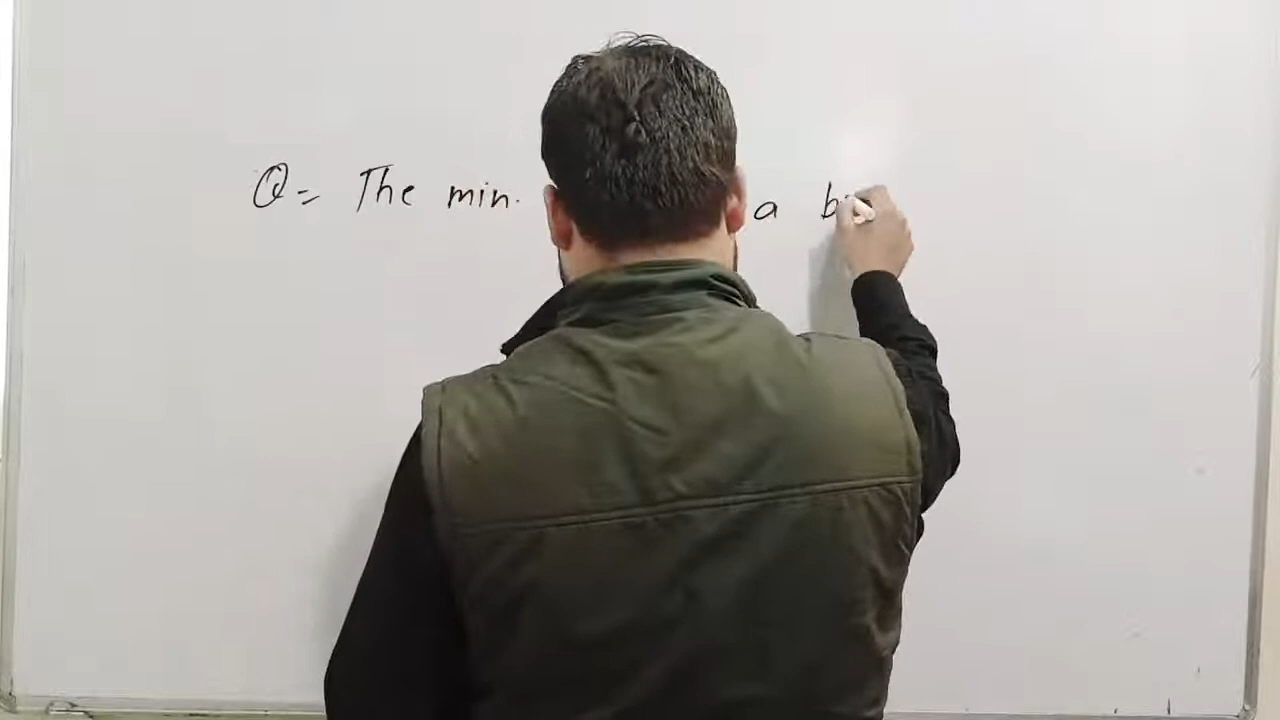 Q= The min. a